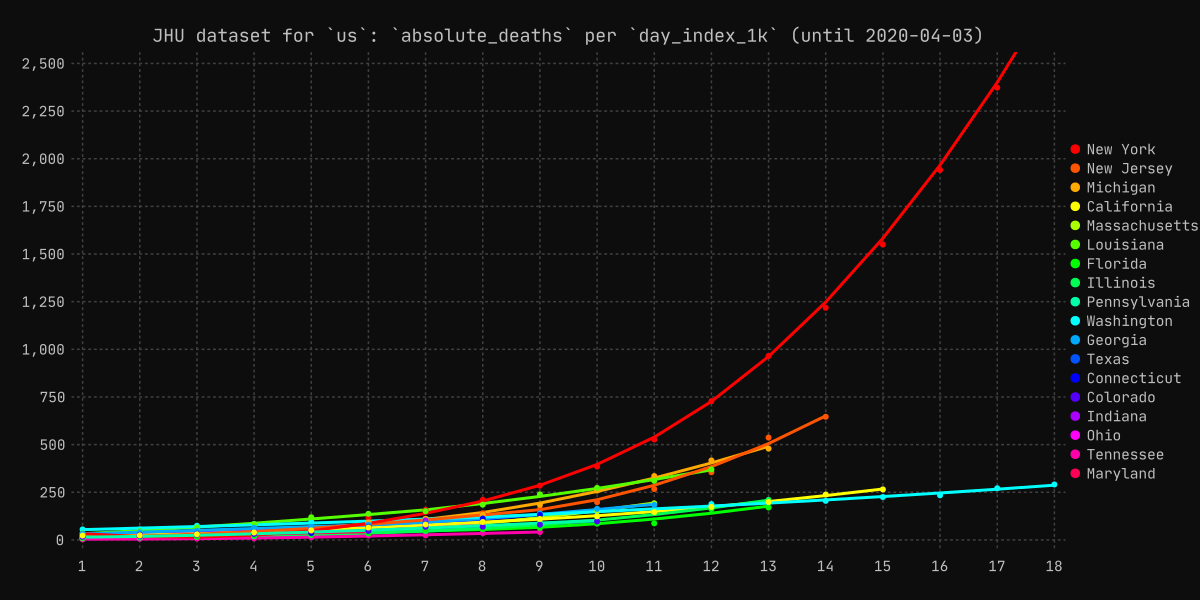 JHU dataset for `us`: `absolute_deaths` per `day_index_1k` (until 2020-04-03)
2,500
2,250
2,000
1,750
1,500
1,250
1,000
750
500
250
0
1 2 3 4 5 6 7 8 9 10 11 12 13 14 15 16 17 18
New York
New Jersey
Michigan
California
Massachusetts
Louisiana
Florida
Illinois
Pennsylvania
Washington
Georgia
Texas
Connecticut
Colorado
Indiana
Ohio
Tennessee
Maryland